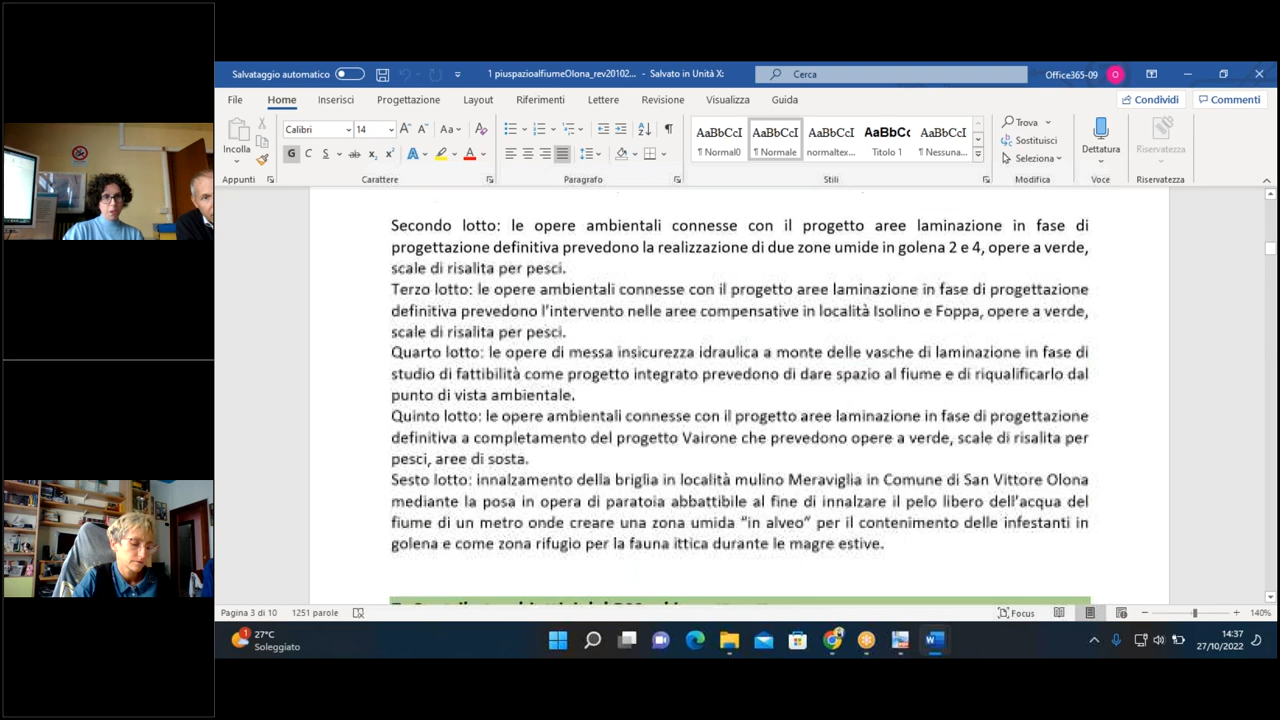 Salvataggio automatico
1 piuspazioalfiumeOlona_rev20102... - Salvato in Unità X:
Cerca
Office365-09
O
File Home Inserisci Progettazione Layout Riferimenti Lettere Revisione Visualizza Guida
Condividi Commenti
Incolla
Calibri 14
AaBbCcI AaBbCcI AaBbCcI AaBbCc AaBbCcI
¶ Normal0 ¶ Normale normaltex... Titolo 1 ¶ Nessuna...
Trova
Sostituisci
Seleziona
Dettatura
Riservatezza
Appunti Carattere Paragrafo Stili Modifica Voce Riservatezza
Secondo lotto: le opere ambientali connesse con il progetto aree laminazione in fase di
progettazione definitiva prevedono la realizzazione di due zone umide in golena 2 e 4, opere a verde,
scale di risalita per pesci.
Terzo lotto: le opere ambientali connesse con il progetto aree laminazione in fase di progettazione
definitiva prevedono l'intervento nelle aree compensative in località Isolino e Foppa, opere a verde,
scale di risalita per pesci.
Quarto lotto: le opere di messa insicurezza idraulica a monte delle vasche di laminazione in fase di
studio di fattibilità come progetto integrato prevedono di dare spazio al fiume e di riqualificarlo dal
punto di vista ambientale.
Quinto lotto: le opere ambientali connesse con il progetto aree laminazione in fase di progettazione
definitiva a completamento del progetto Vairone che prevedono opere a verde, scale di risalita per
pesci, aree di sosta.
Sesto lotto: innalzamento della briglia in località mulino Meraviglia in Comune di San Vittore Olona
mediante la posa in opera di paratoia abbattibile al fine di innalzare il pelo libero dell'acqua del
fiume di un metro onde creare una zona umida "in alveo" per il contenimento delle infestanti in
golena e come zona rifugio per la fauna ittica durante le magre estive.
Pagina 3 di 10 1251 parole
Focus
140%
1
27°C
Soleggiato
14:37
27/10/2022